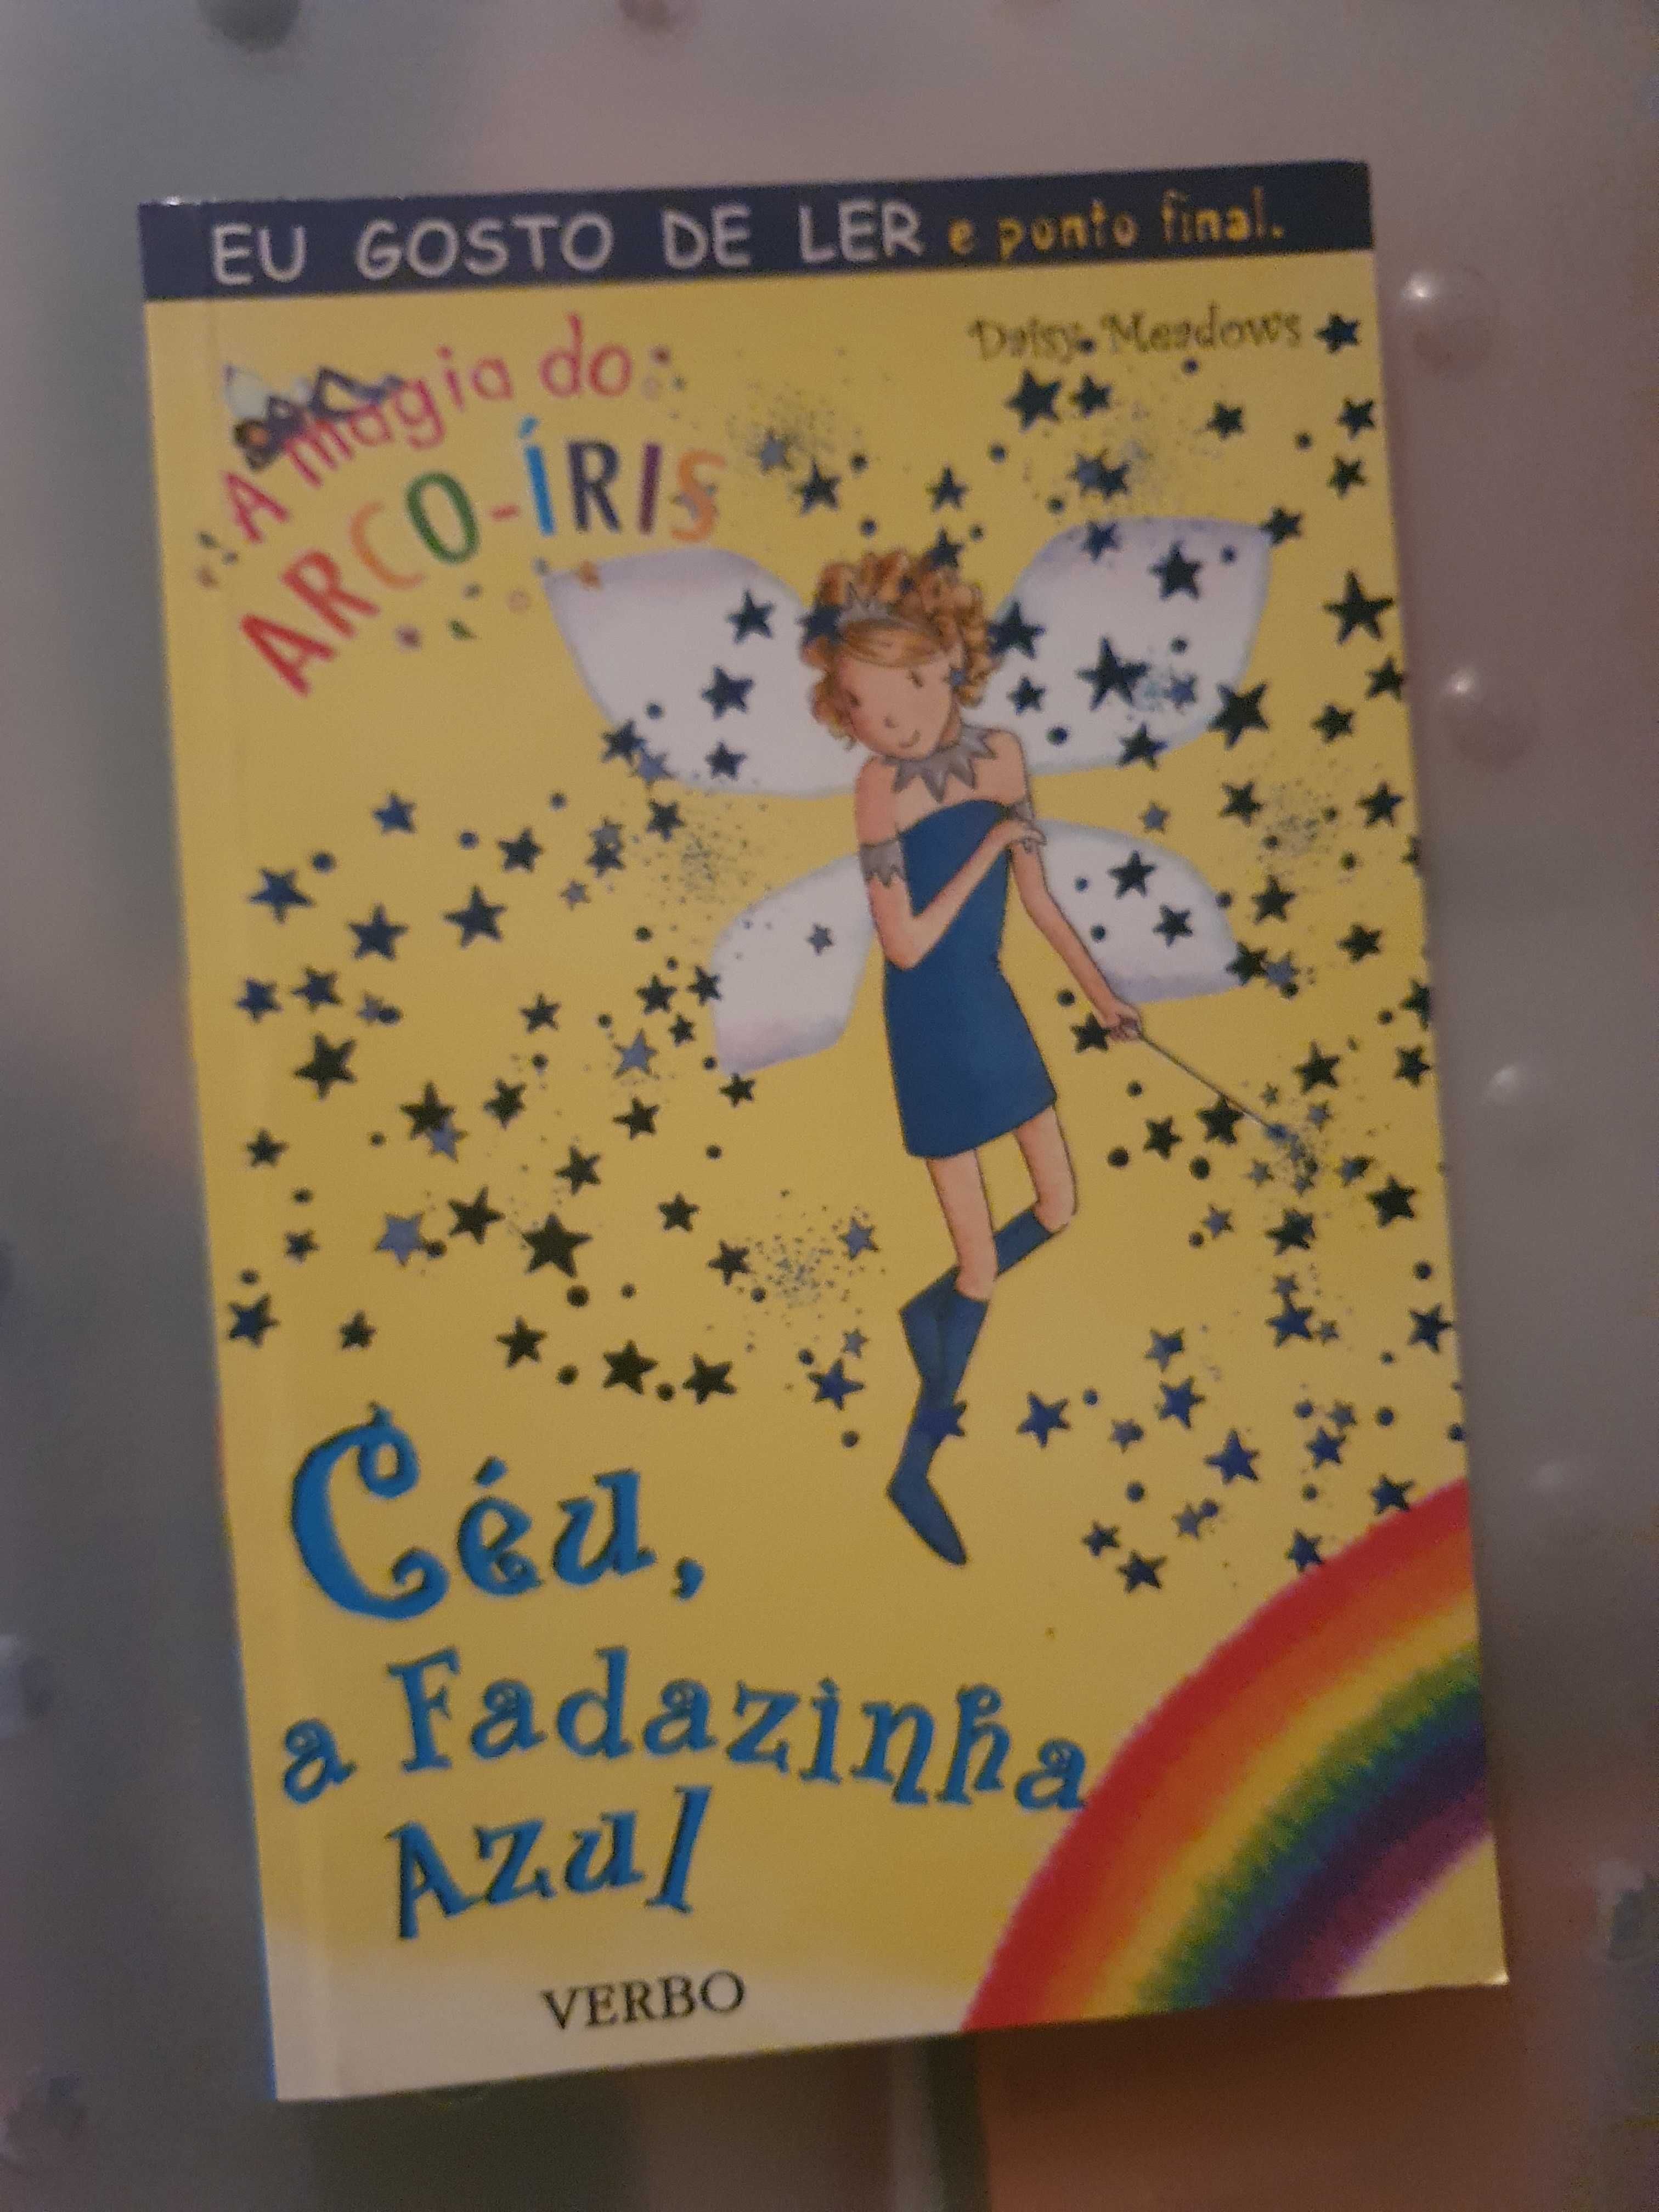 EU GOSTO DE LER e ponto final.
Daisy Meadows
A magia do
ARCO-ÍRIS
Céu,
a Fadazinha
Azul
VERBO